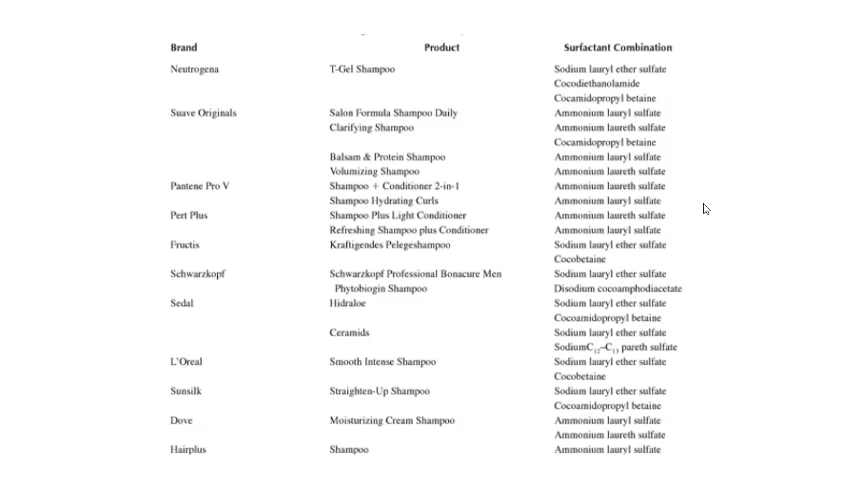 Brand Product Surfactant Combination
Neutrogena T-Gel Shampoo Sodium lauryl ether sulfate
Cocodiethanolamide
Cocamidopropyl betaine
Suave Originals Salon Formula Shampoo Daily Ammonium lauryl sulfate
Clarifying Shampoo Ammonium laureth sulfate
Cocamidopropyl betaine
Balsam & Protein Shampoo Ammonium lauryl sulfate
Volumizing Shampoo Ammonium laureth sulfate
Pantene Pro V Shampoo + Conditioner 2-in-1 Ammonium laureth sulfate
Shampoo Hydrating Curls Ammonium lauryl sulfate
Pert Plus Shampoo Plus Light Conditioner Ammonium laureth sulfate
Refreshing Shampoo plus Conditioner Ammonium lauryl sulfate
Fructis Kraftigendes Pelegeshampoo Sodium lauryl ether sulfate
Cocobetaine
Schwarzkopf Schwarzkopf Professional Bonacure Men Sodium lauryl ether sulfate
Phytobiogin Shampoo Disodium cocoamphodiacetate
Sedal Hidraloe Sodium lauryl ether sulfate
Cocoamidopropyl betaine
Ceramids Sodium lauryl ether sulfate
SodiumC12–C13 pareth sulfate
L'Oreal Smooth Intense Shampoo Sodium lauryl ether sulfate
Cocobetaine
Sunsilk Straighten-Up Shampoo Sodium lauryl ether sulfate
Cocoamidopropyl betaine
Dove Moisturizing Cream Shampoo Ammonium lauryl sulfate
Ammonium laureth sulfate
Hairplus Shampoo Ammonium lauryl sulfate